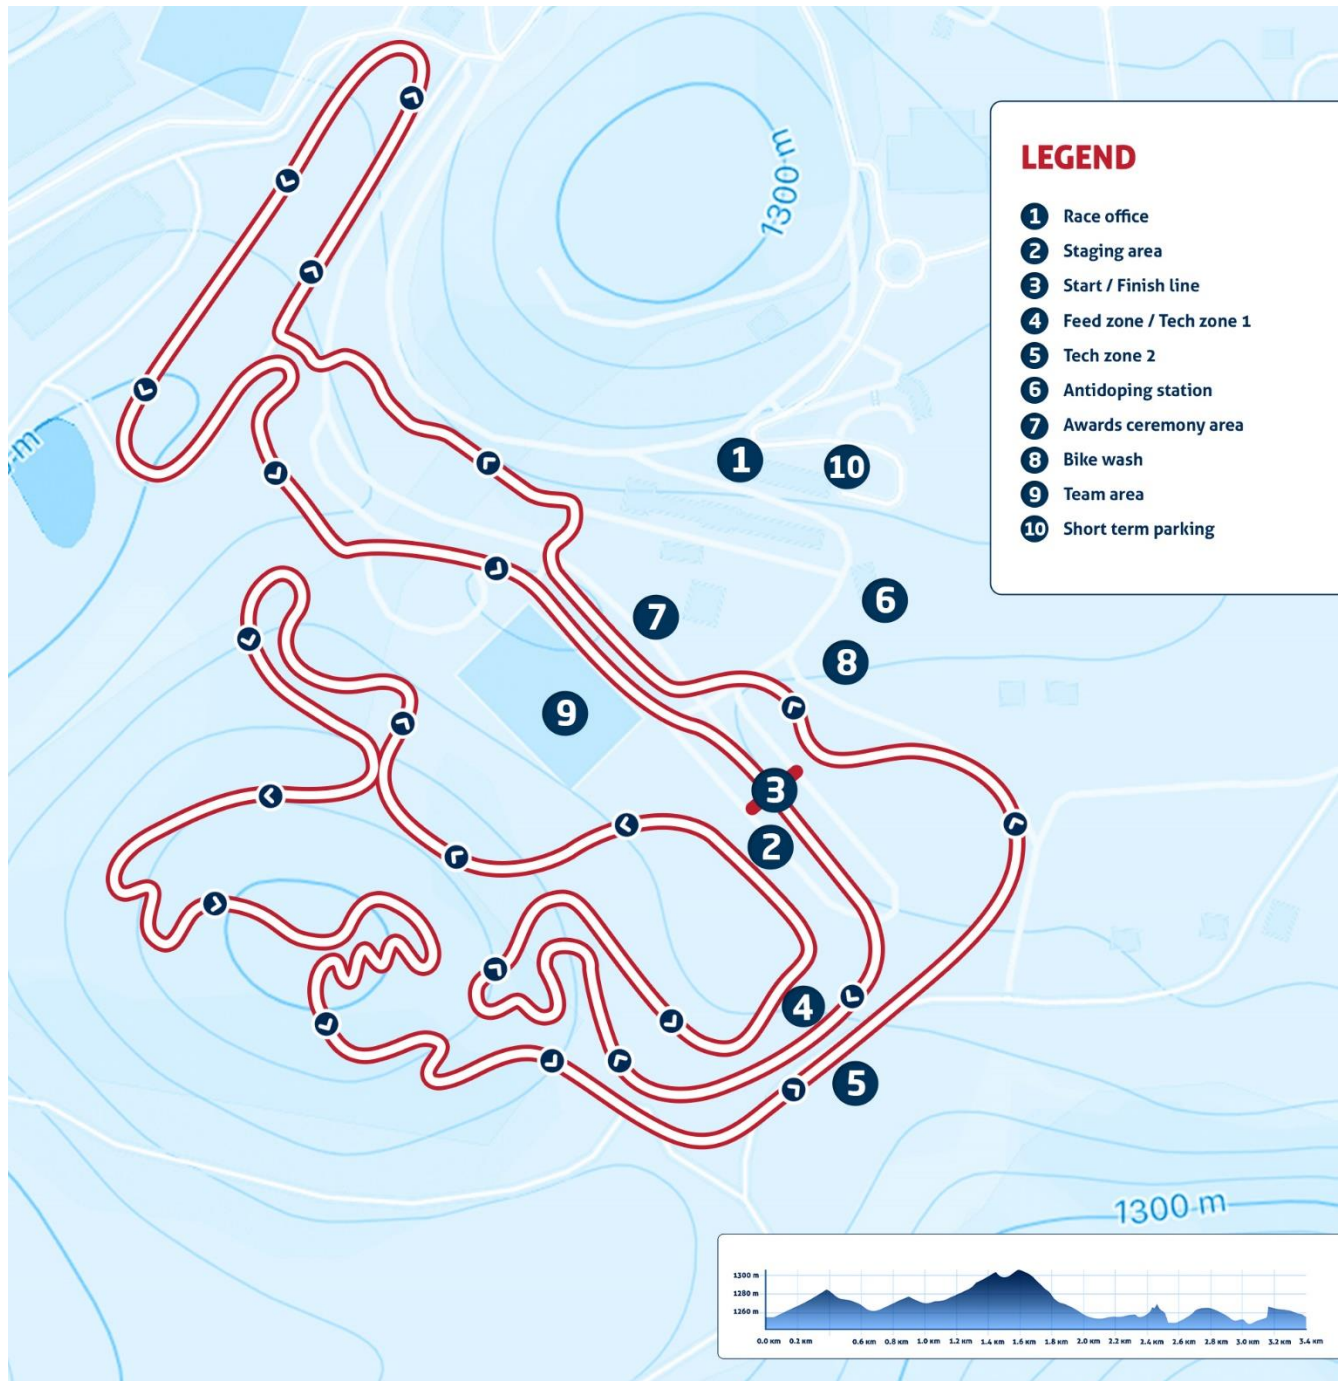 1300 m
m
LEGEND
1 Race office
2 Staging area
3 Start / Finish line
4 Feed zone / Tech zone 1
5 Tech zone 2
6 Antidoping station
7 Awards ceremony area
8 Bike wash
9 Team area
10 Short term parking
1
10
6
7
8
9
3
2
4
5
1300 m
1300 m
1280 m
1260 m
0.0 KM 0.2 KM 0.6 KM 0.8 KM 1.0 KM 1.2 KM 1.4 KM 1.6 KM 1.8 KM 2.0 KM 2.2 KM 2.4 KM 2.6 KM 2.8 KM 3.0 KM 3.2 KM 3.4 KM